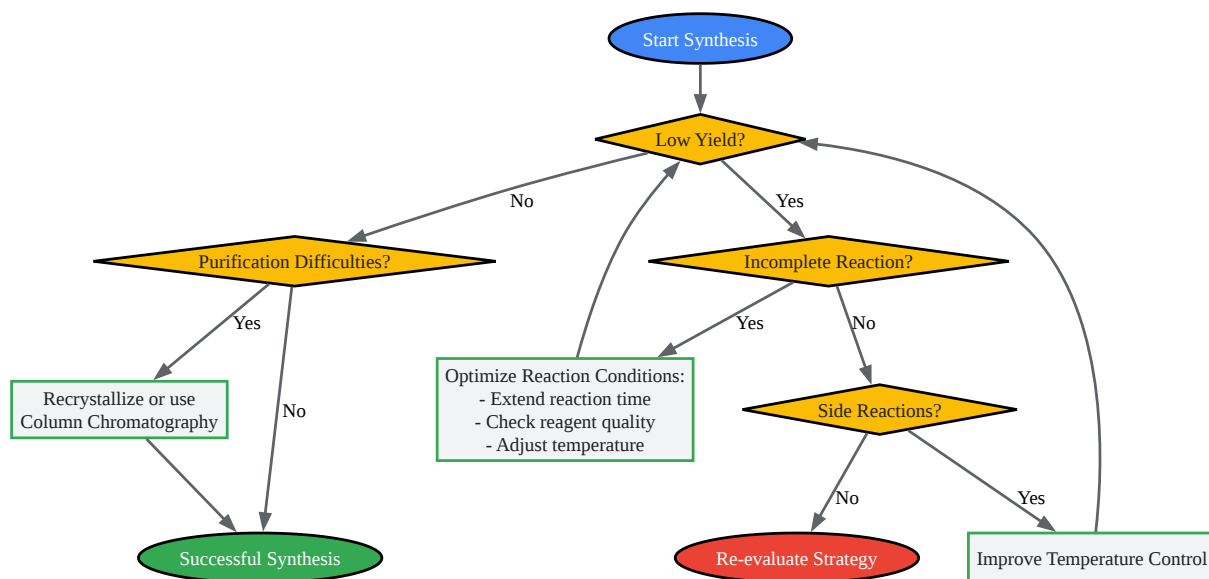 Start Synthesis
Low Yield?
No
Yes
Purification Difficulties?
Incomplete Reaction?
Yes
Yes
No
Optimize Reaction Conditions:
- Extend reaction time
- Check reagent quality
- Adjust temperature
Recrystallize or use
Column Chromatography
No
Side Reactions?
No
Yes
Successful Synthesis
Re-evaluate Strategy
Improve Temperature Control